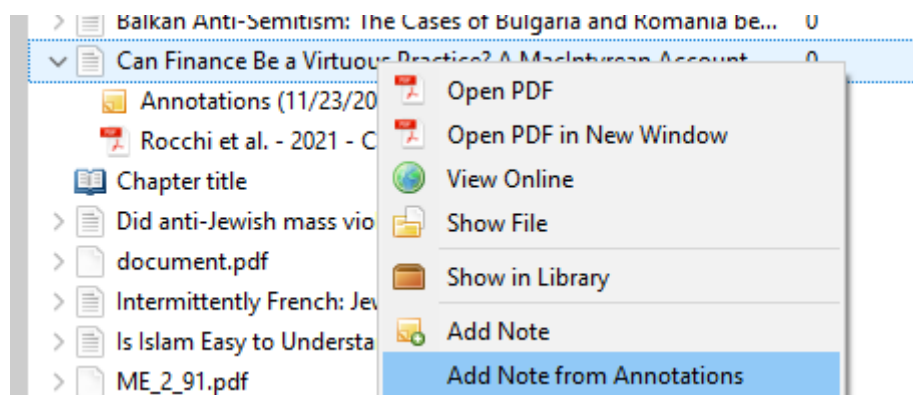 Balkan Anti-Semitism: The Cases of Bulgaria and Romania be... 0
Can Finance Be a Virtuous Practice? A MacIntyrean Account 0
Annotations (11/23/20
Rocchi et al. - 2021 - C
Chapter title
Did anti-Jewish mass vio
document.pdf
Intermittently French: Jev
Is Islam Easy to Understa
ME_2_91.pdf
Open PDF
Open PDF in New Window
View Online
Show File
Show in Library
Add Note
Add Note from Annotations